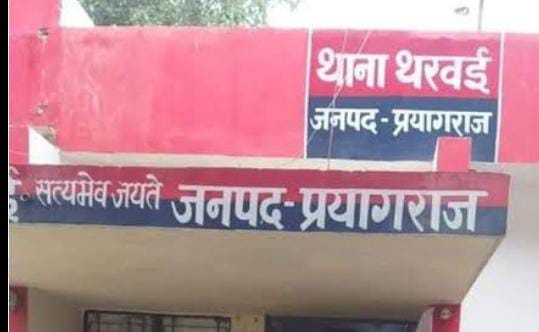 थाना थरवई
जनपद - प्रयागराज
ई सत्यमेव जयते जनपद-प्रयागराज